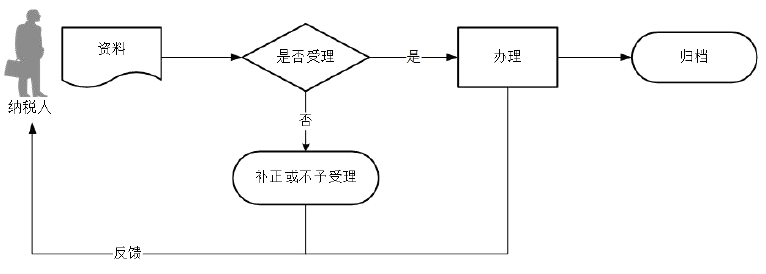 资料
是否受理
是
办理
归档
纳税人
否
补正或不予受理
反馈